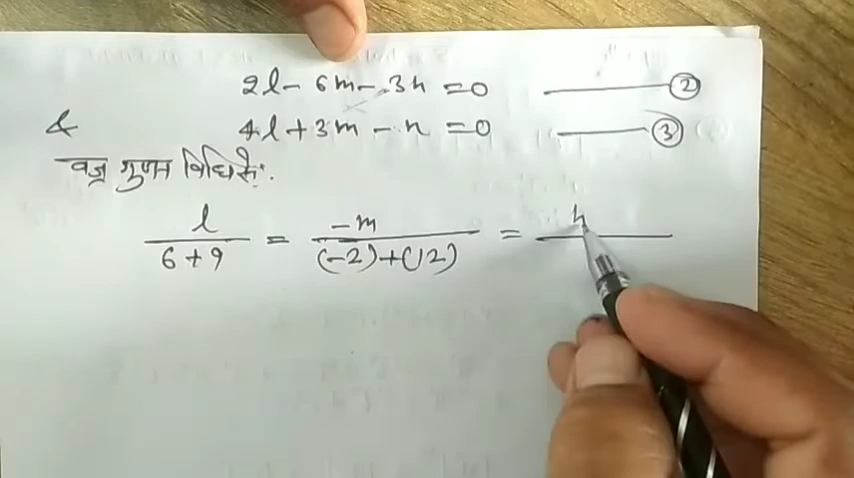 2l - 6m - 3n = 0 ——— ②
& 4l + 3m - n = 0 ——— ③
वज्र गुणन विधि से:
l/(6+9) = -m/((-2)+(12)) = n/